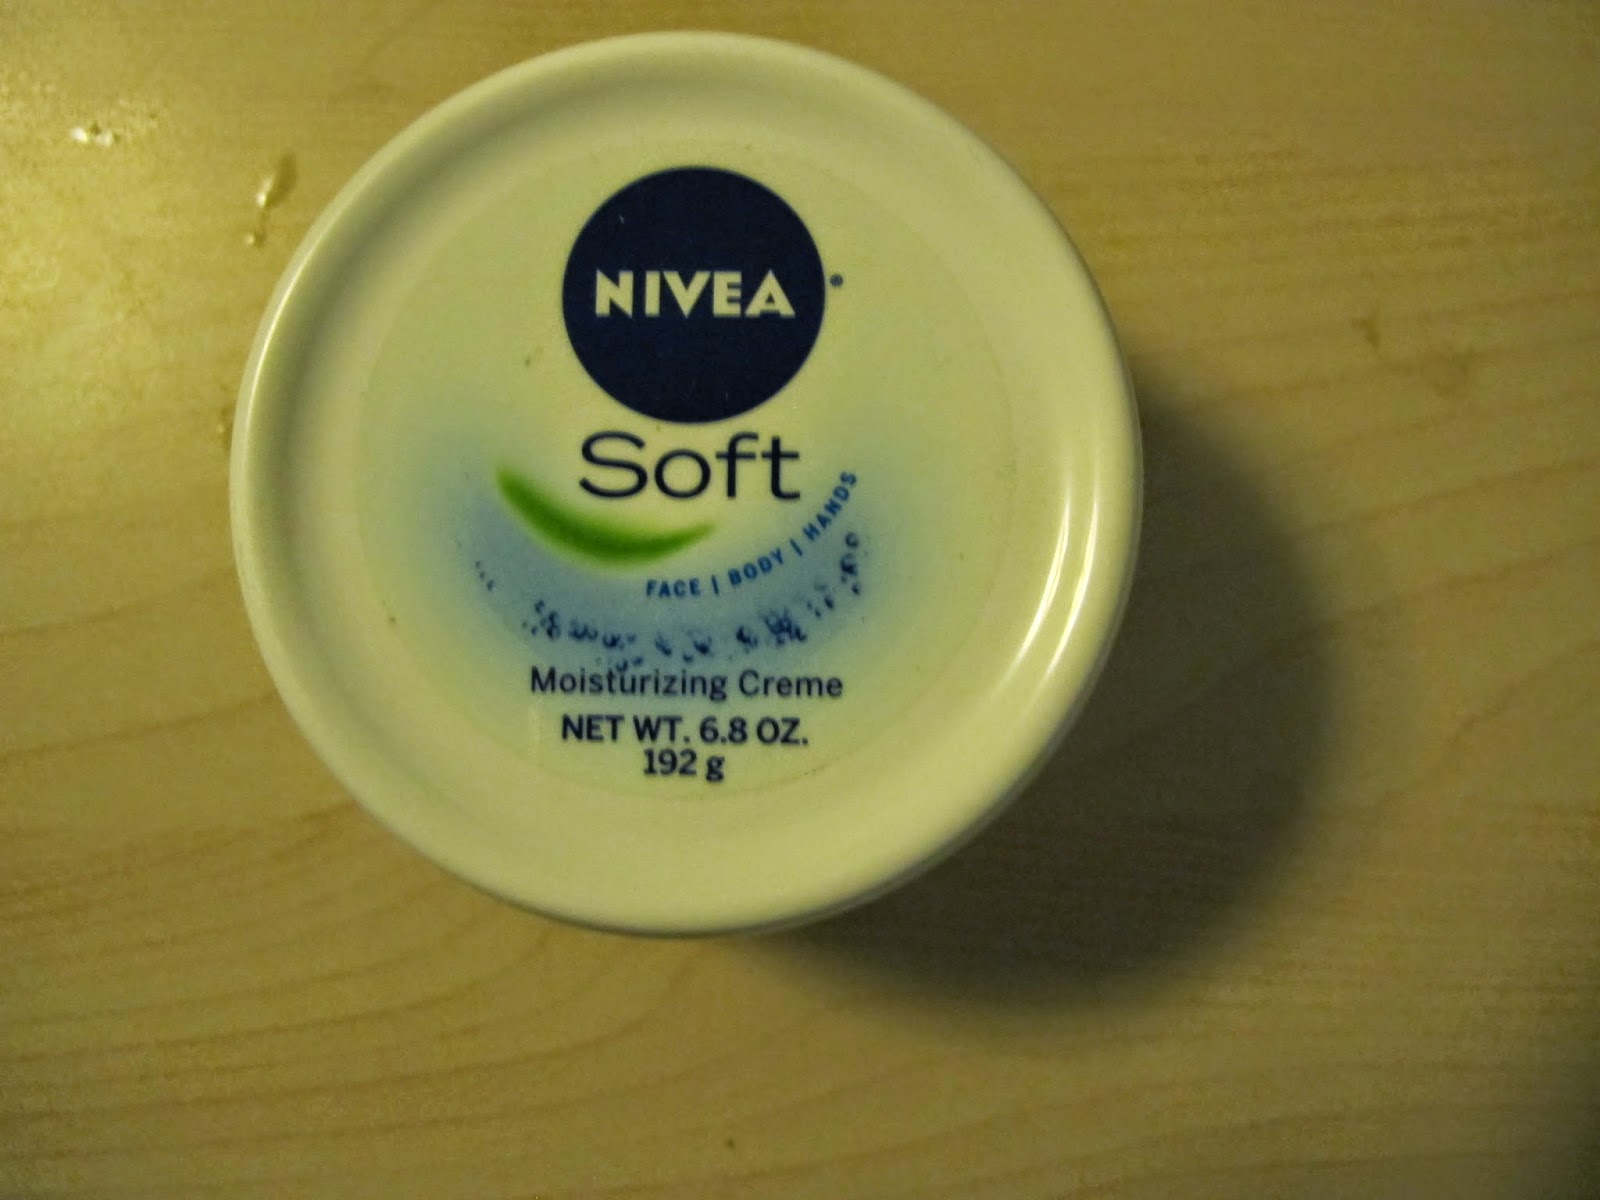 NIVEA®
Soft
FACE | BODY | HANDS
Moisturizing Creme
NET WT. 6.8 OZ.
192 g